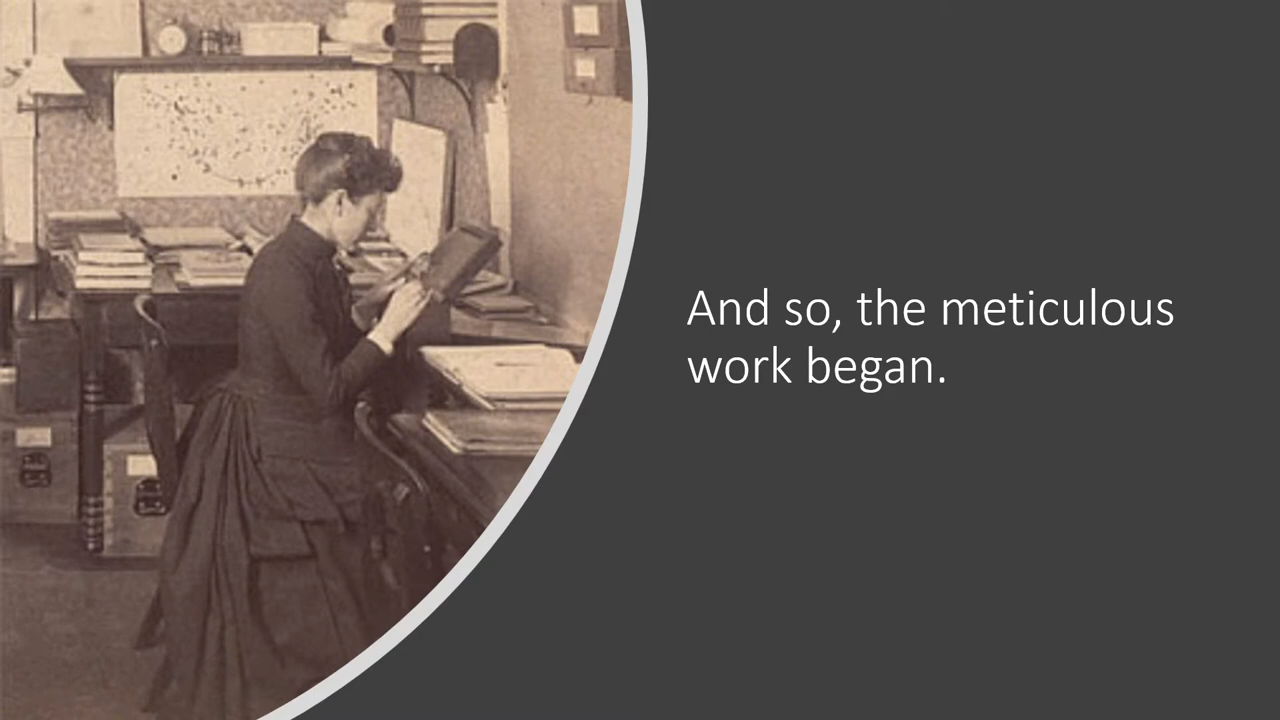 And so, the meticulous
work began.